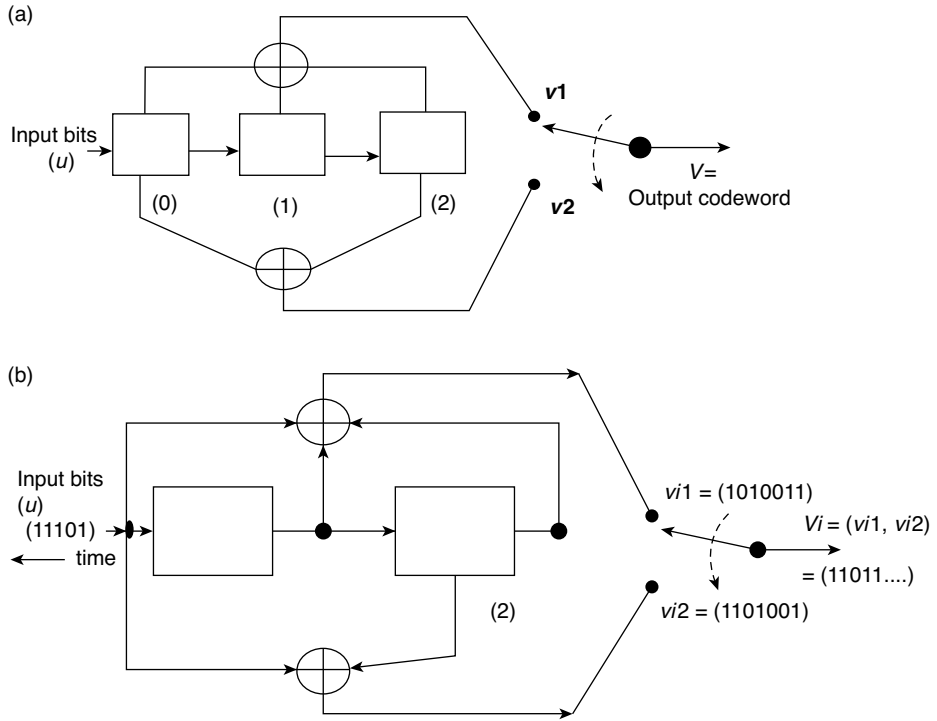 (a)
v1
Input bits
(u)
V=
Output codeword
(0)
(1)
(2)
v2
(b)
Input bits
(u)
(11101)
time
vi1 = (1010011)
Vi = (vi1, vi2)
= (11011....)
(2)
vi2 = (1101001)